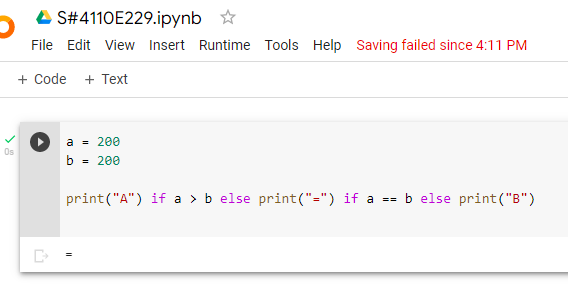 S#4110E229.ipynb
File Edit View Insert Runtime Tools Help Saving failed since 4:11 PM
+ Code + Text
a = 200
0s
b = 200
print("A") if a > b else print("=") if a == b else print("B")
=